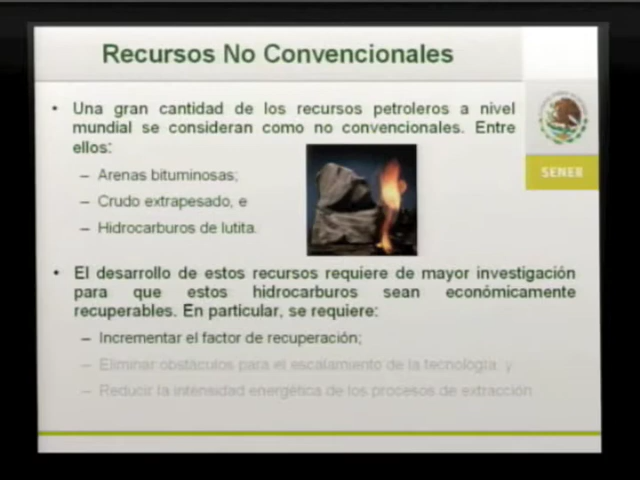 Recursos No Convencionales
• Una gran cantidad de los recursos petroleros a nivel
mundial se consideran como no convencionales. Entre
ellos:
– Arenas bituminosas;
– Crudo extrapesado, e
– Hidrocarburos de lutita.
SENER
• El desarrollo de estos recursos requiere de mayor investigación
para que estos hidrocarburos sean económicamente
recuperables. En particular, se requiere:
– Incrementar el factor de recuperación;
– Eliminar obstáculos para el escalamiento de la tecnología; y
– Reducir la intensidad energética de los procesos de extracción